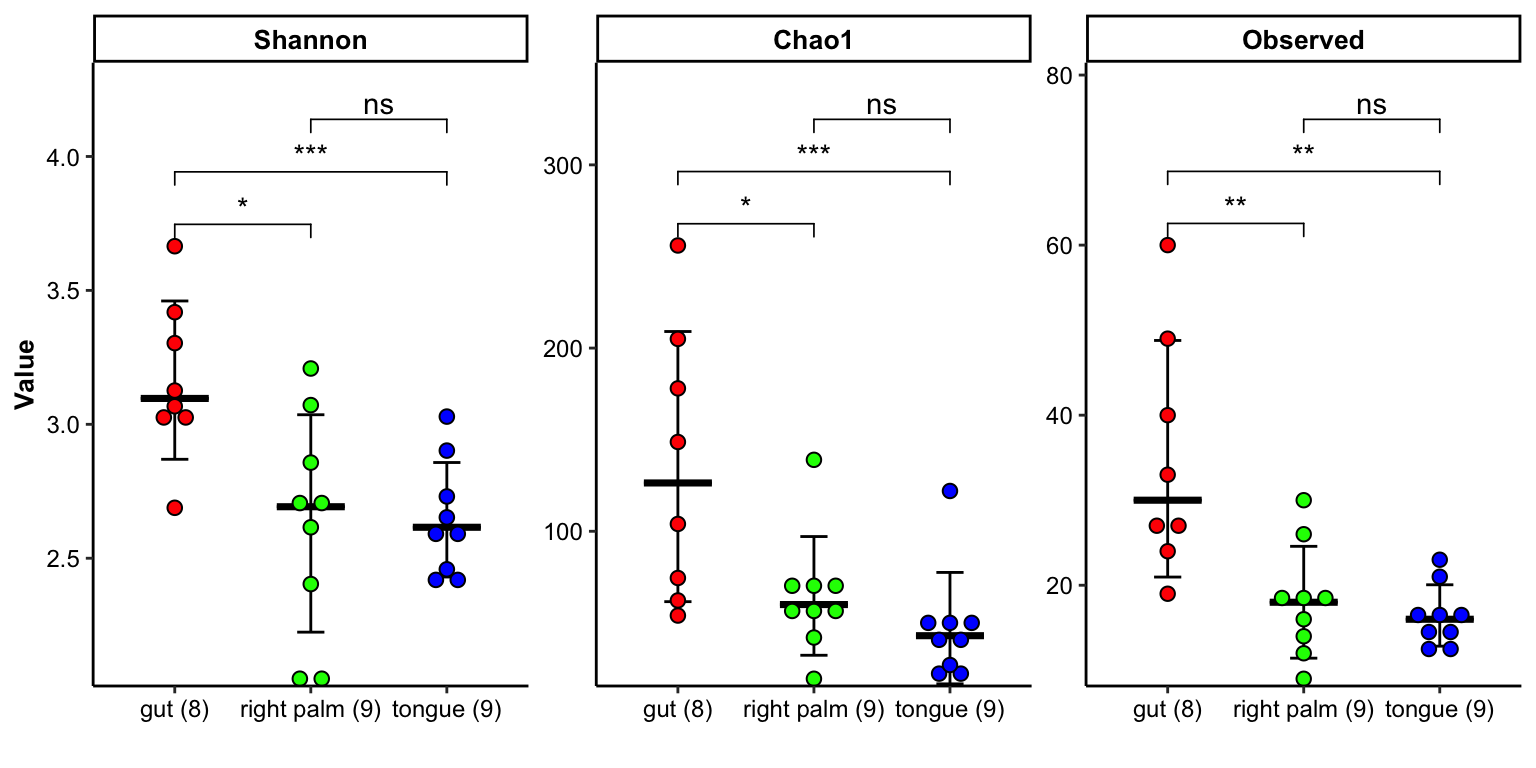 Shannon
Chao1
Observed
Value
4.0
3.5
3.0
2.5
ns
***
*
gut (8)
right palm (9)
tongue (9)
300
200
100
ns
***
*
gut (8)
right palm (9)
tongue (9)
80
60
40
20
ns
**
**
gut (8)
right palm (9)
tongue (9)